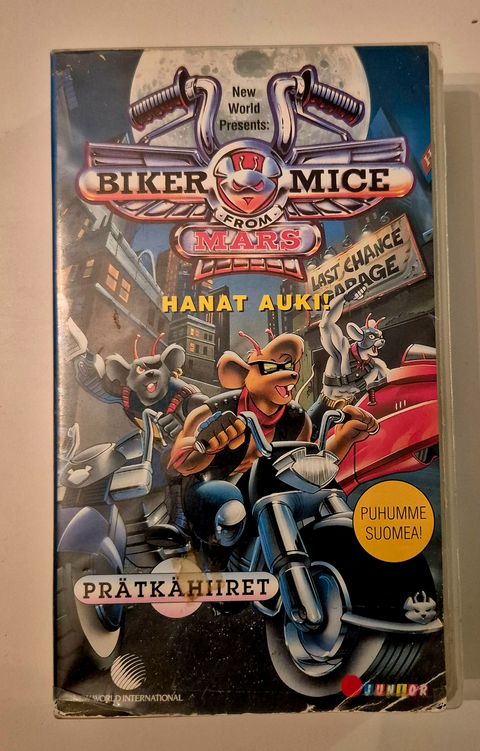 New
World
Presents:
BIKER MICE
FROM
MARS
LAST CHANCE
GARAGE
HANAT AUKI!
PUHUMME
SUOMEA!
PRÄTKÄHIIRET
WORLD INTERNATIONAL
JUNIOR